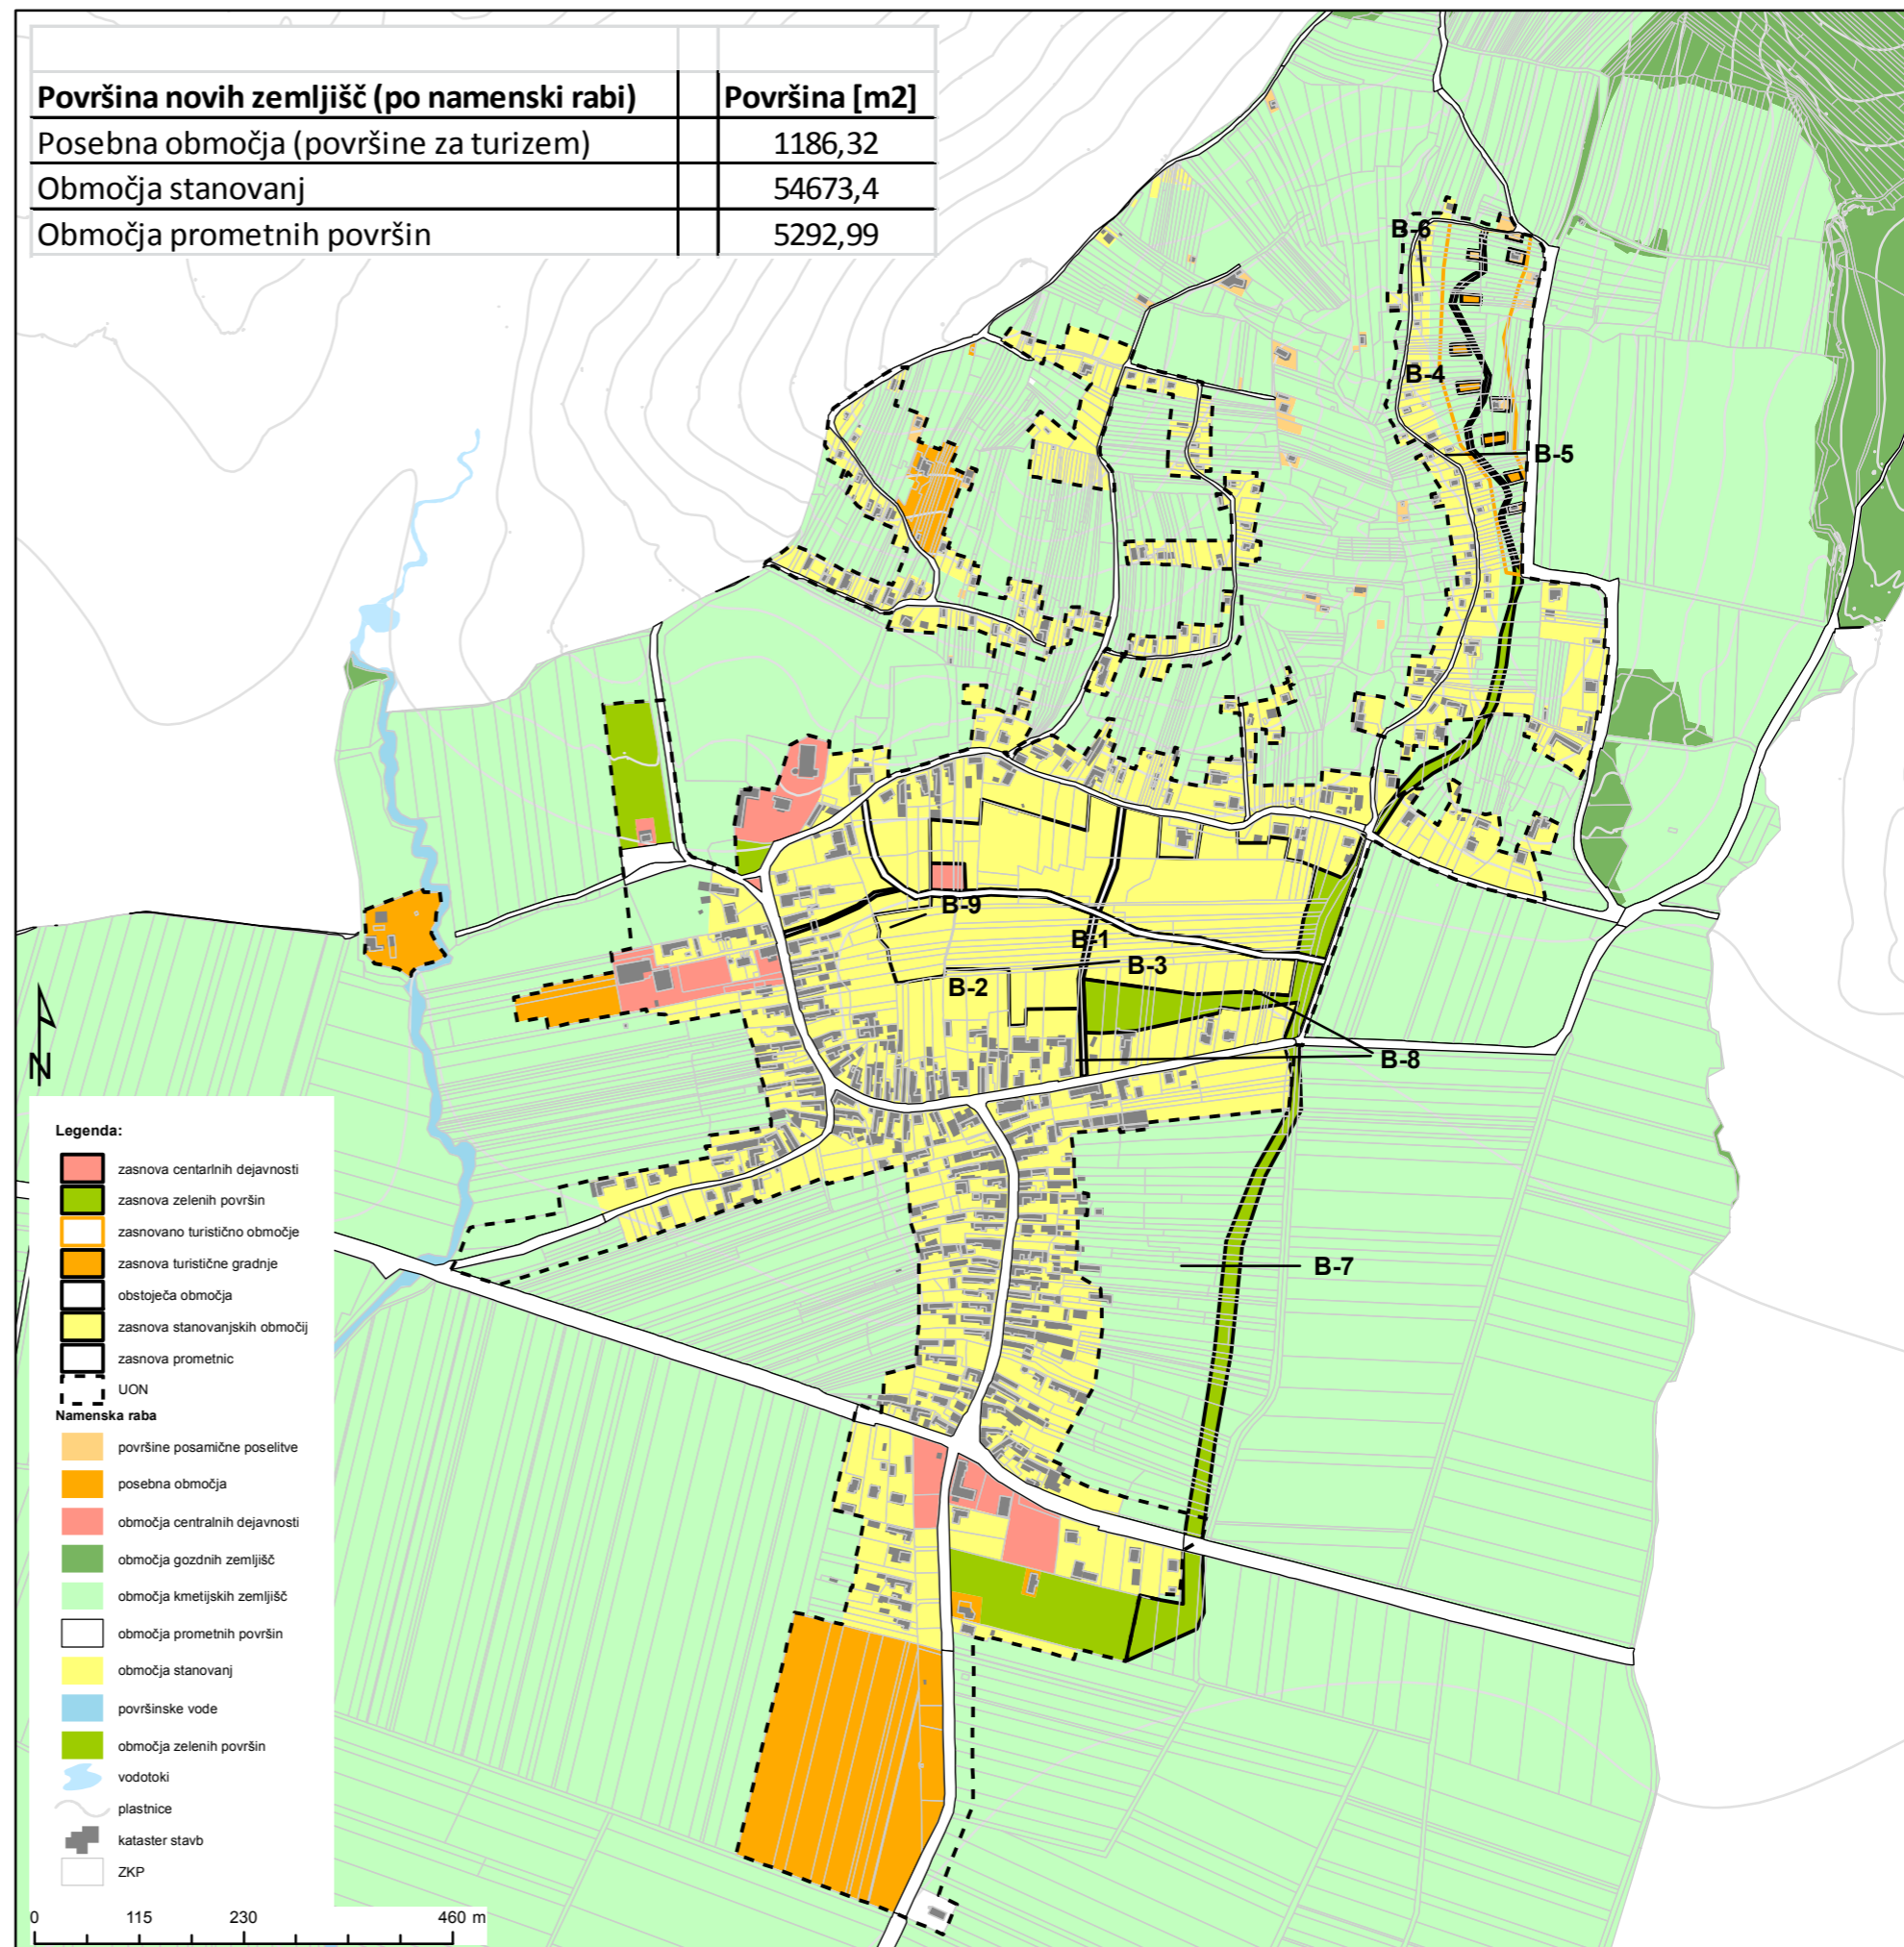 Površina novih zemljišč (po namenski rabi) Površina [m2]
Posebna območja (površine za turizem) 1186,32
Območja stanovanj 54673,4
Območja prometnih površin 5292,99
B-6
B-4
B-5
B-9
B-1
B-3
B-2
B-8
B-7
N
Legenda:
zasnova centarlnih dejavnosti
zasnova zelenih površin
zasnovano turistično območje
zasnova turistične gradnje
obstoječa območja
zasnova stanovanjskih območij
zasnova prometnic
UON
Namenska raba
površine posamične poselitve
posebna območja
območja centralnih dejavnosti
območja gozdnih zemljišč
območja kmetijskih zemljišč
območja prometnih površin
območja stanovanj
površinske vode
območja zelenih površin
vodotoki
plastnice
kataster stavb
ZKP
0 115 230 460 m